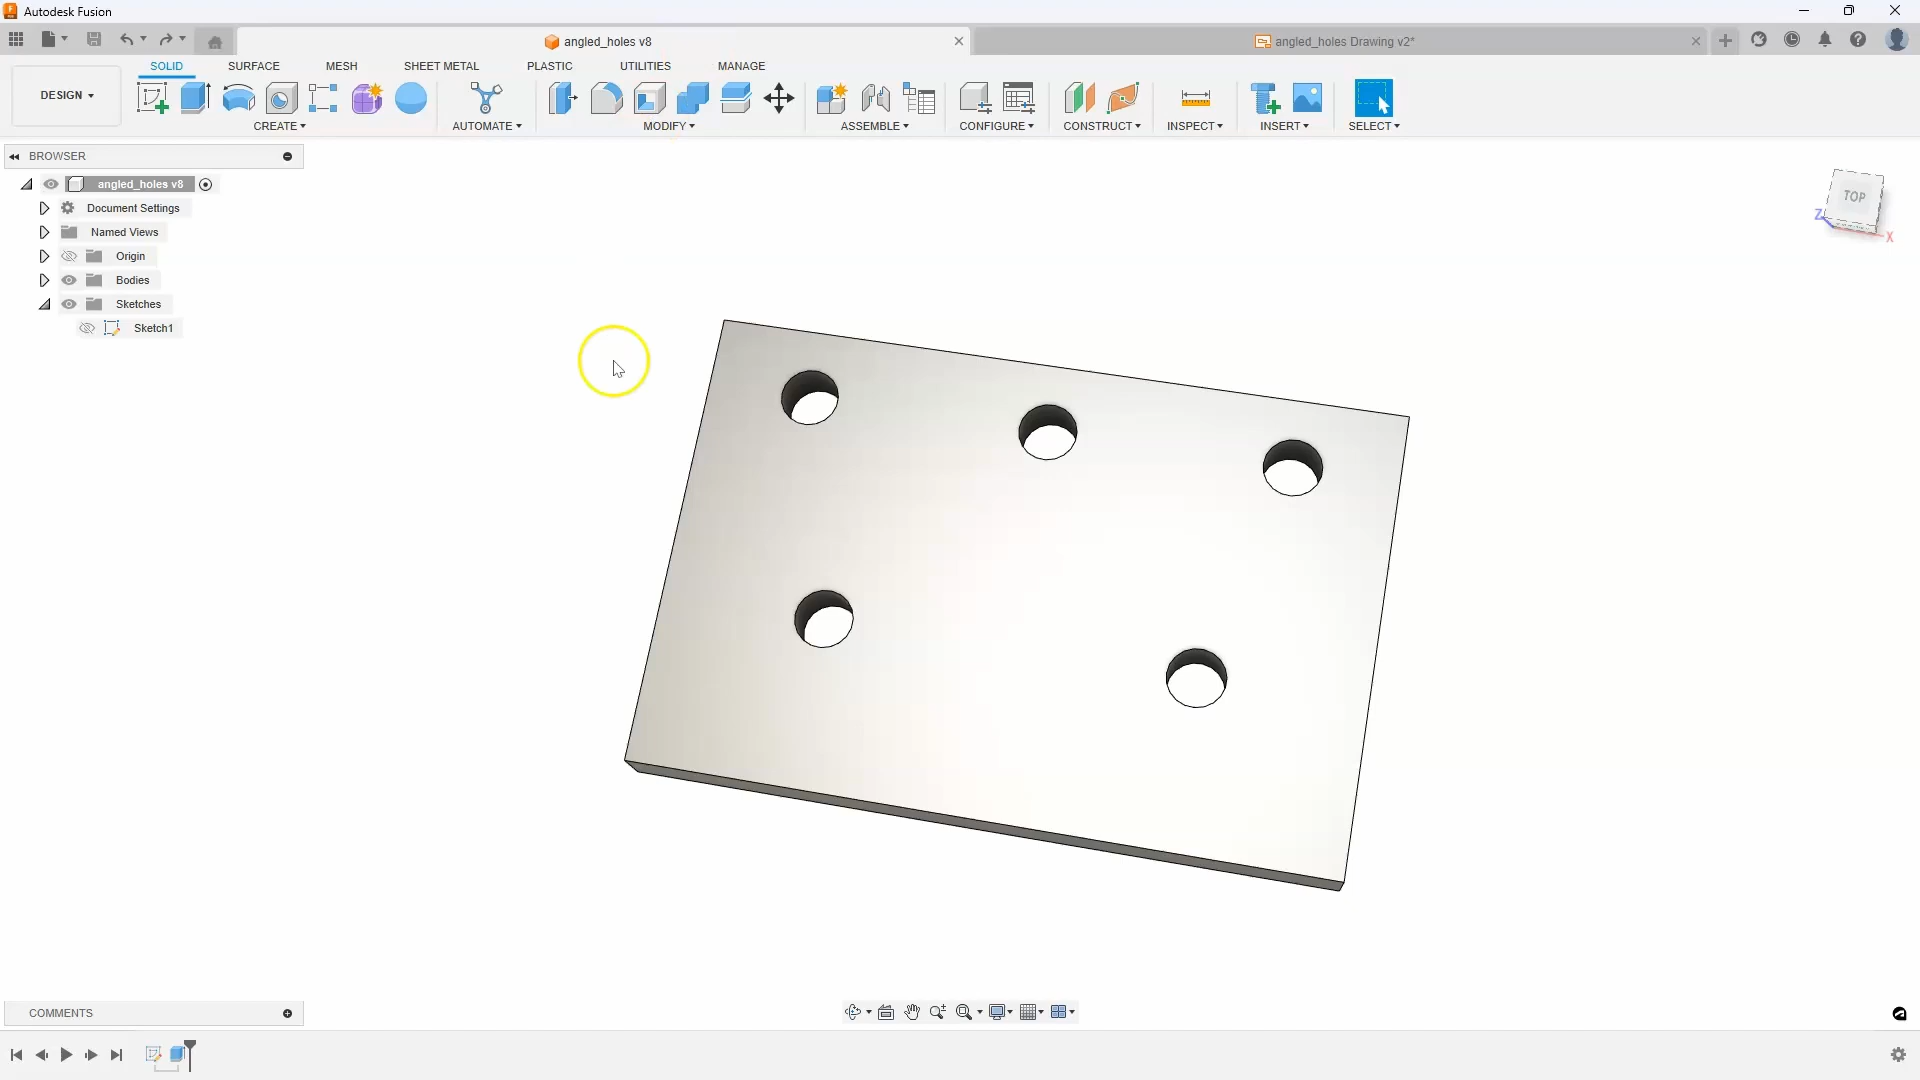 Autodesk Fusion
angled_holes v8
angled_holes Drawing v2*
DESIGN
SOLID
SURFACE
MESH
SHEET METAL
PLASTIC
UTILITIES
MANAGE
CREATE
AUTOMATE
MODIFY
ASSEMBLE
CONFIGURE
CONSTRUCT
INSPECT
INSERT
SELECT
BROWSER
angled_holes v8
Document Settings
Named Views
Origin
Bodies
Sketches
Sketch1
TOP
Z
X
COMMENTS